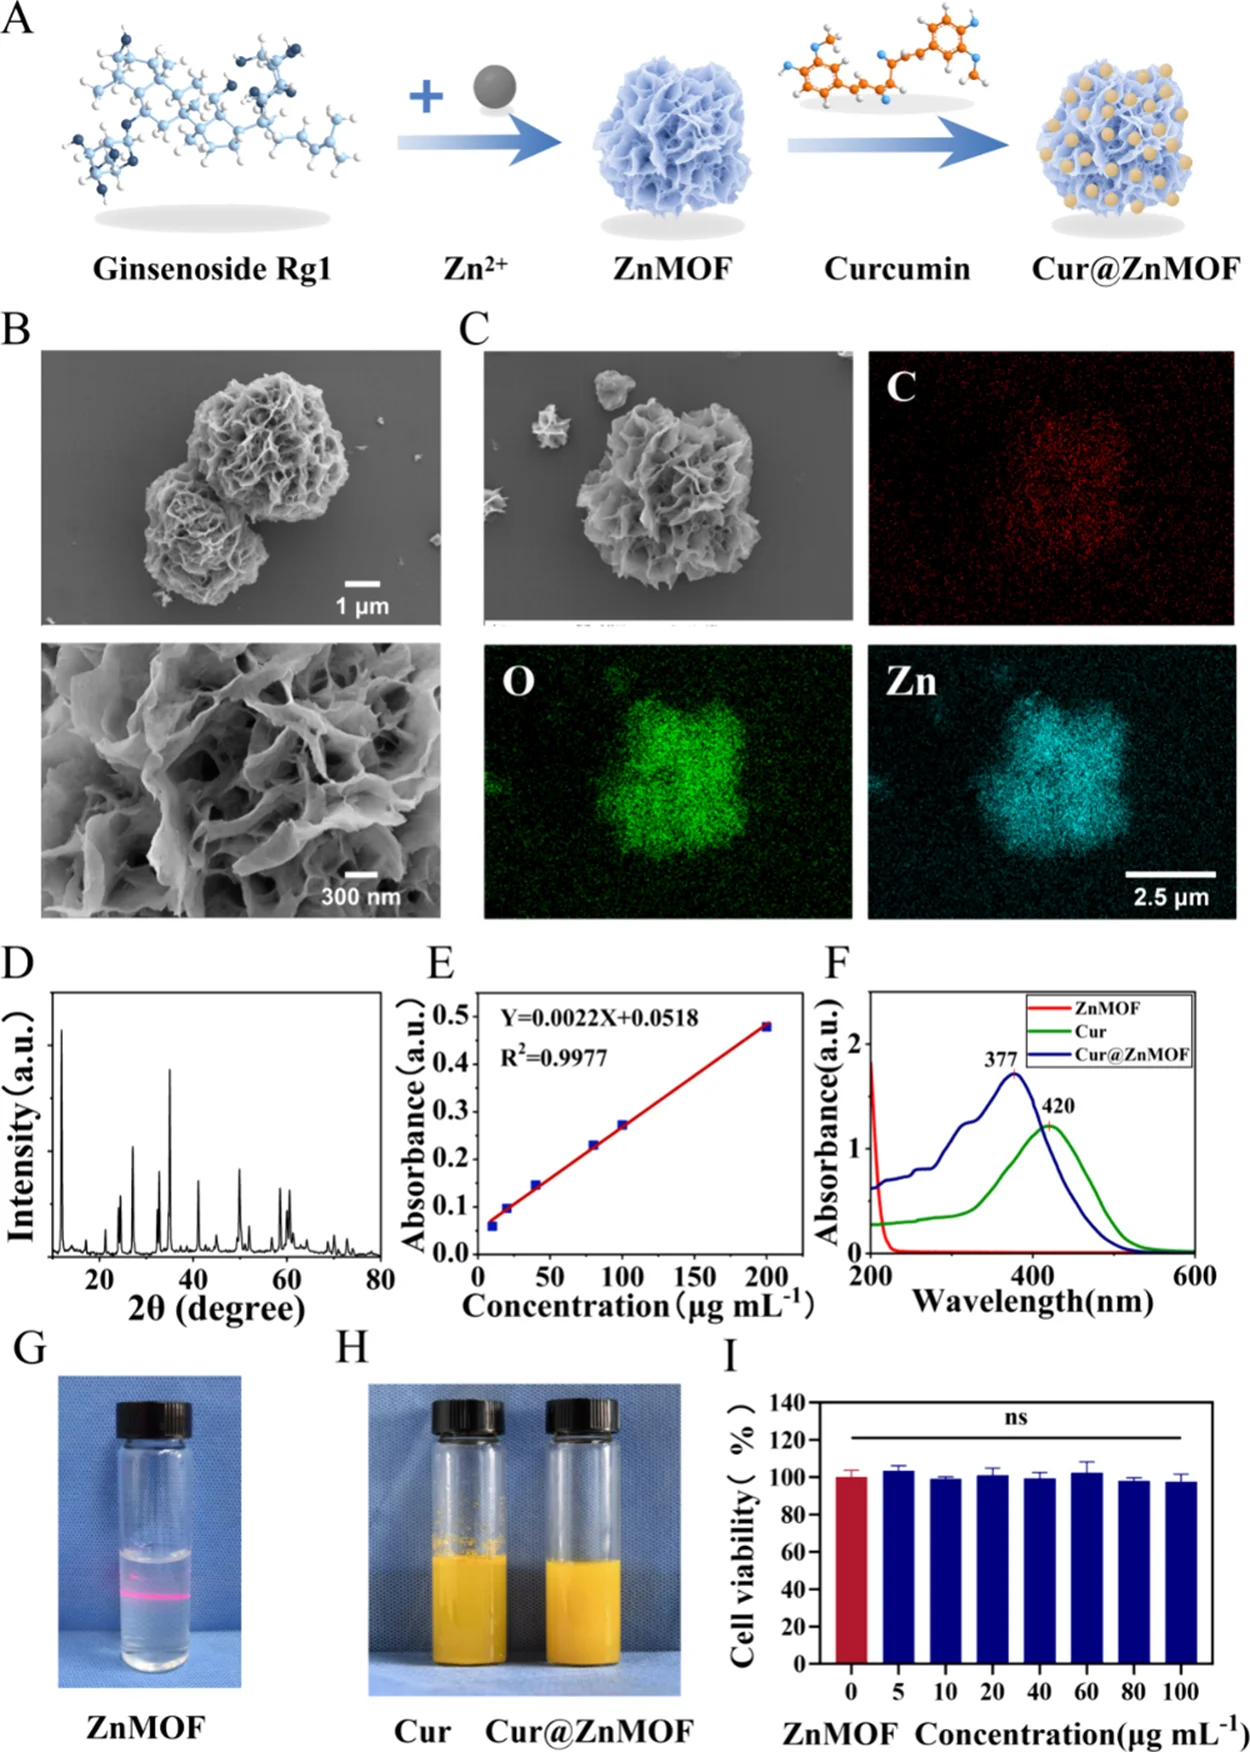 A
Ginsenoside Rg1
+
Zn²⁺
ZnMOF
Curcumin
Cur@ZnMOF
B
1 μm
300 nm
C
C
O
Zn
2.5 μm
D
Intensity(a.u.)
20 40 60 80
2θ (degree)
E
Absorbance(a.u.)
0.5
0.4
0.3
0.2
0.1
0.0
Y=0.0022X+0.0518
R²=0.9977
0 50 100 150 200
Concentration(μg mL⁻¹)
F
Absorbance(a.u.)
2
1
0
ZnMOF
Cur
Cur@ZnMOF
377
420
200 400 600
Wavelength(nm)
G
ZnMOF
H
Cur Cur@ZnMOF
I
Cell viability( % )
140
120
100
80
60
40
20
0
ns
0 5 10 20 40 60 80 100
ZnMOF Concentration(μg mL⁻¹)